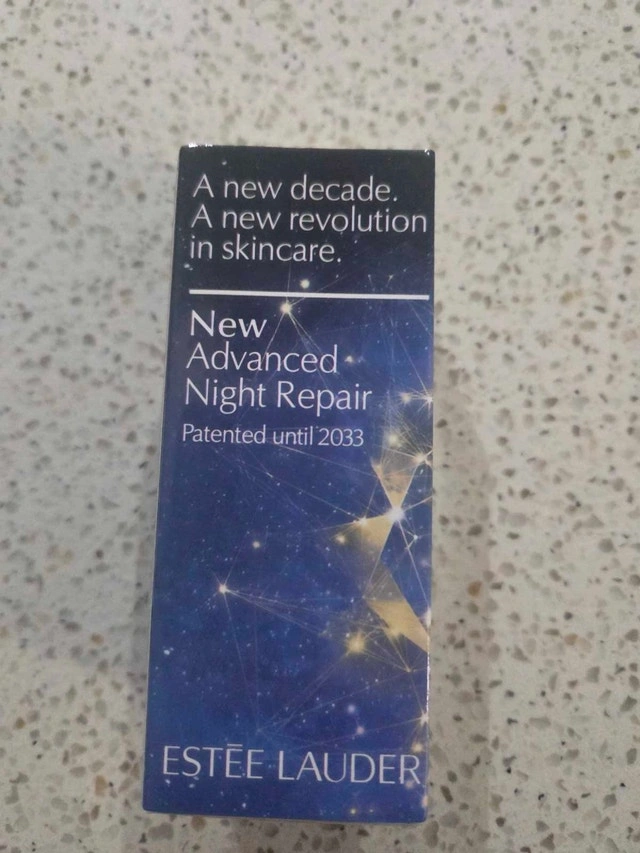 A new decade.
A new revolution
in skincare.
New
Advanced
Night Repair
Patented until 2033
ESTĒE LAUDER